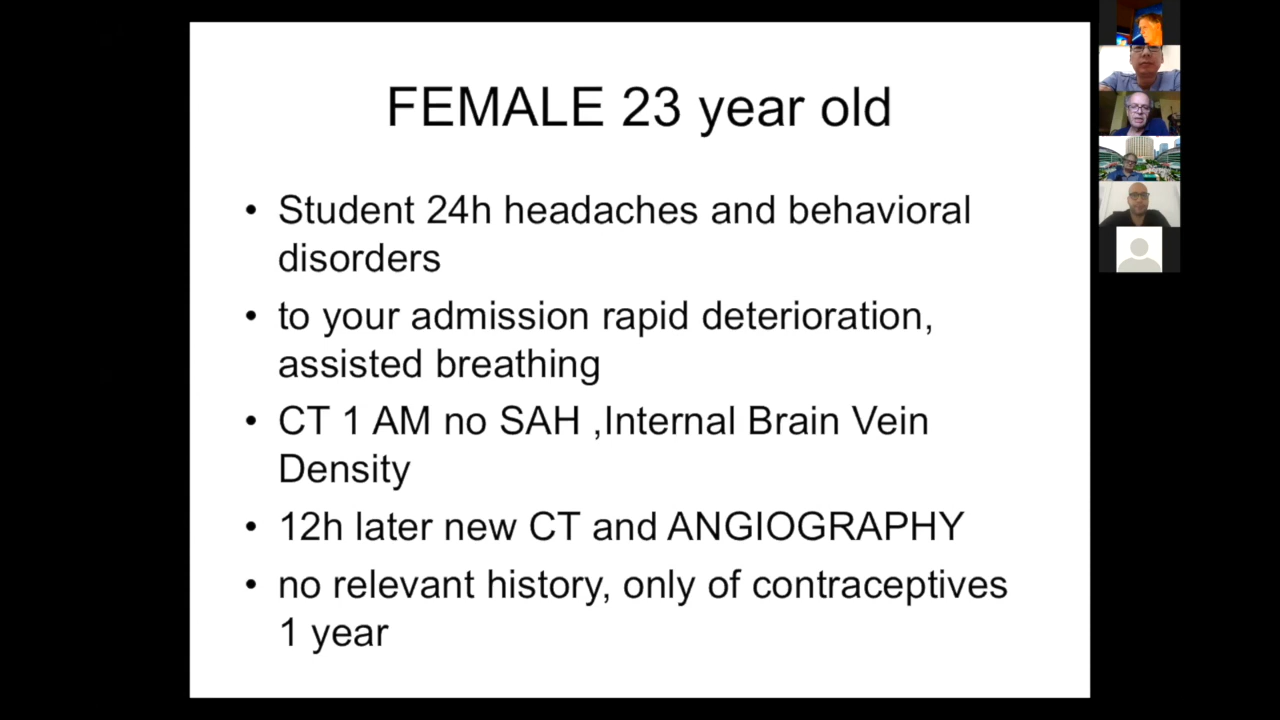 FEMALE 23 year old
• Student 24h headaches and behavioral
disorders
• to your admission rapid deterioration,
assisted breathing
• CT 1 AM no SAH ,Internal Brain Vein
Density
• 12h later new CT and ANGIOGRAPHY
• no relevant history, only of contraceptives
1 year